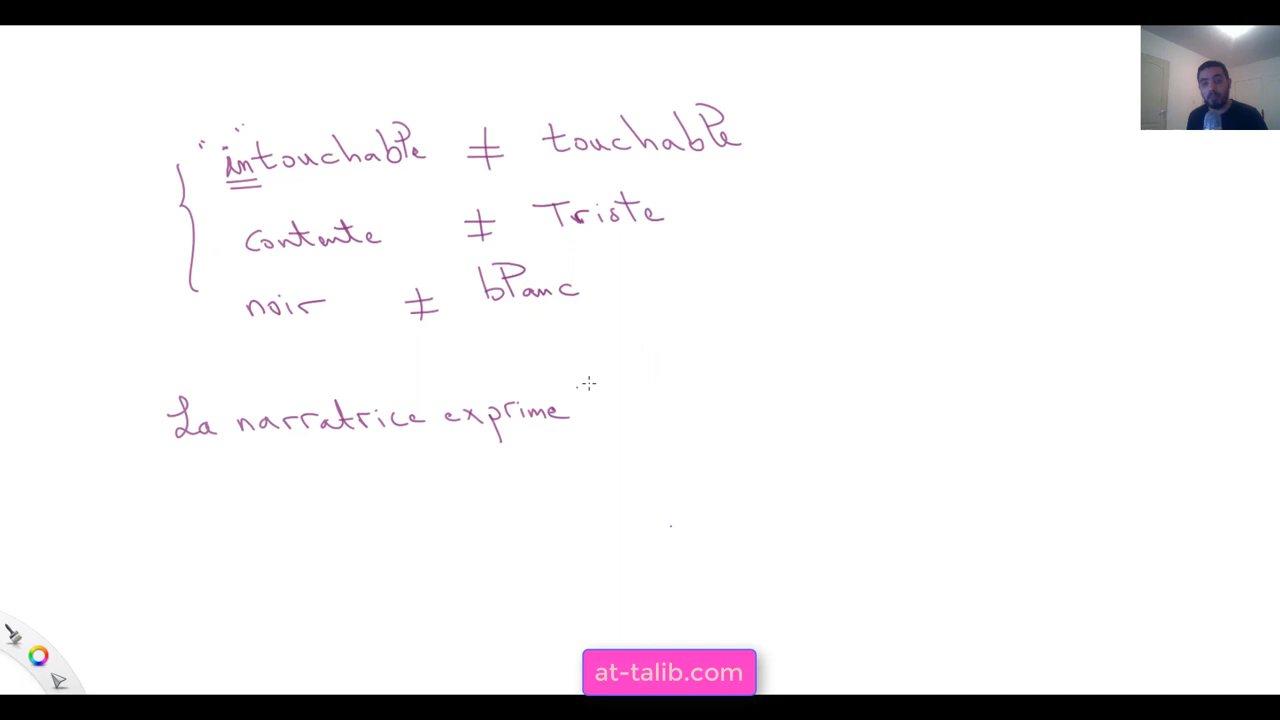 "intouchable ≠ touchable
contente ≠ Triste
noir ≠ blanc
La narratrice exprime
at-talib.com